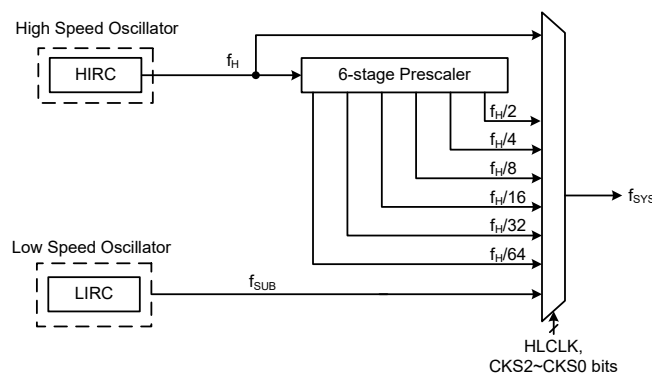 High Speed Oscillator
HIRC
fH
6-stage Prescaler
fH/2
fH/4
fH/8
fH/16
fH/32
fH/64
fSYS
Low Speed Oscillator
LIRC
fSUB
HLCLK,
CKS2~CKS0 bits